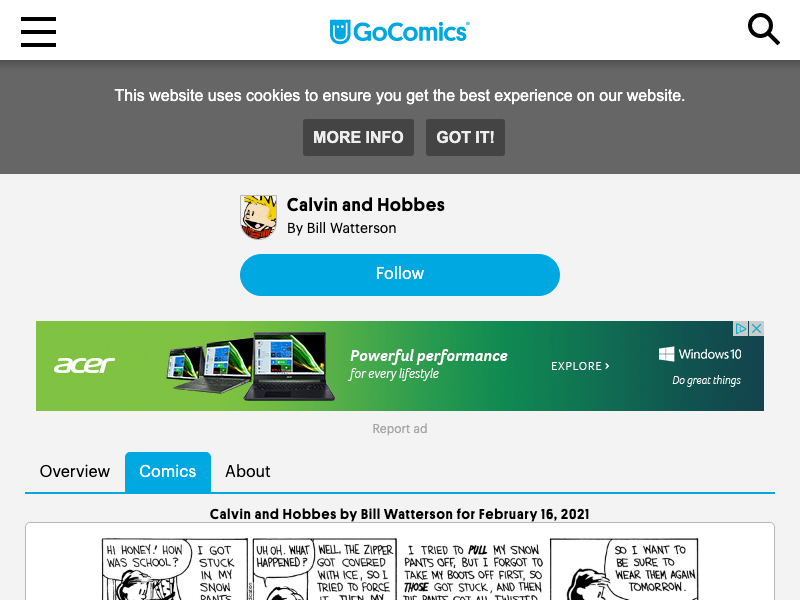 GoComics
This website uses cookies to ensure you get the best experience on our website.
MORE INFO
GOT IT!
Calvin and Hobbes
By Bill Watterson
Follow
acer
Powerful performance
for every lifestyle
EXPLORE ›
Windows10
Do great things
Report ad
Overview
Comics
About
Calvin and Hobbes by Bill Watterson for February 16, 2021
HI HONEY! HOW
WAS SCHOOL?
I GOT
STUCK
IN MY
SNOW
PANTS
UH OH. WHAT
HAPPENED?
WELL, THE ZIPPER
GOT COVERED
WITH ICE, SO I
TRIED TO FORCE
IT. THEN MY
I TRIED TO PULL MY SNOW
PANTS OFF, BUT I FORGOT TO
TAKE MY BOOTS OFF FIRST, SO
THOSE GOT STUCK, AND THEN
THE PANTS GOT ALL TWISTED
SO I WANT TO
BE SURE TO
WEAR THEM AGAIN
TOMORROW.